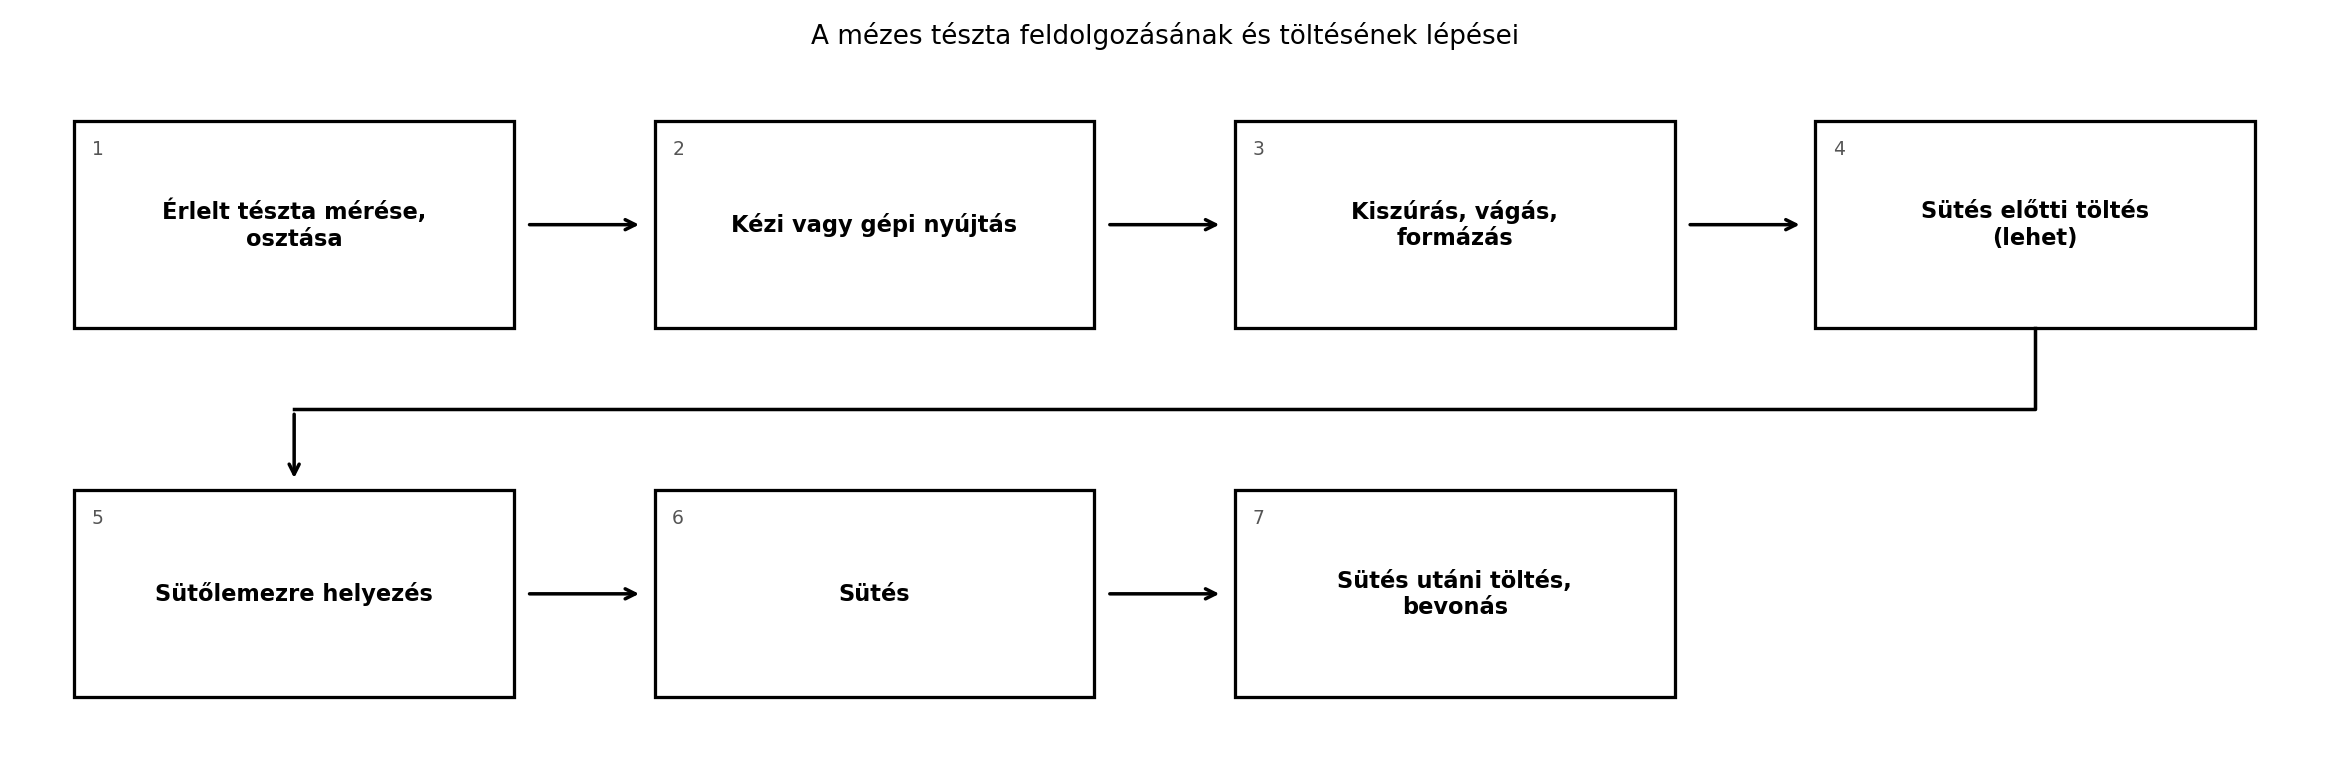 A mézes tészta feldolgozásának és töltésének lépései
1
Érlelt tészta mérése,
osztása
2
Kézi vagy gépi nyújtás
3
Kiszúrás, vágás,
formázás
4
Sütés előtti töltés
(lehet)
5
Sütőlemezre helyezés
6
Sütés
7
Sütés utáni töltés,
bevonás